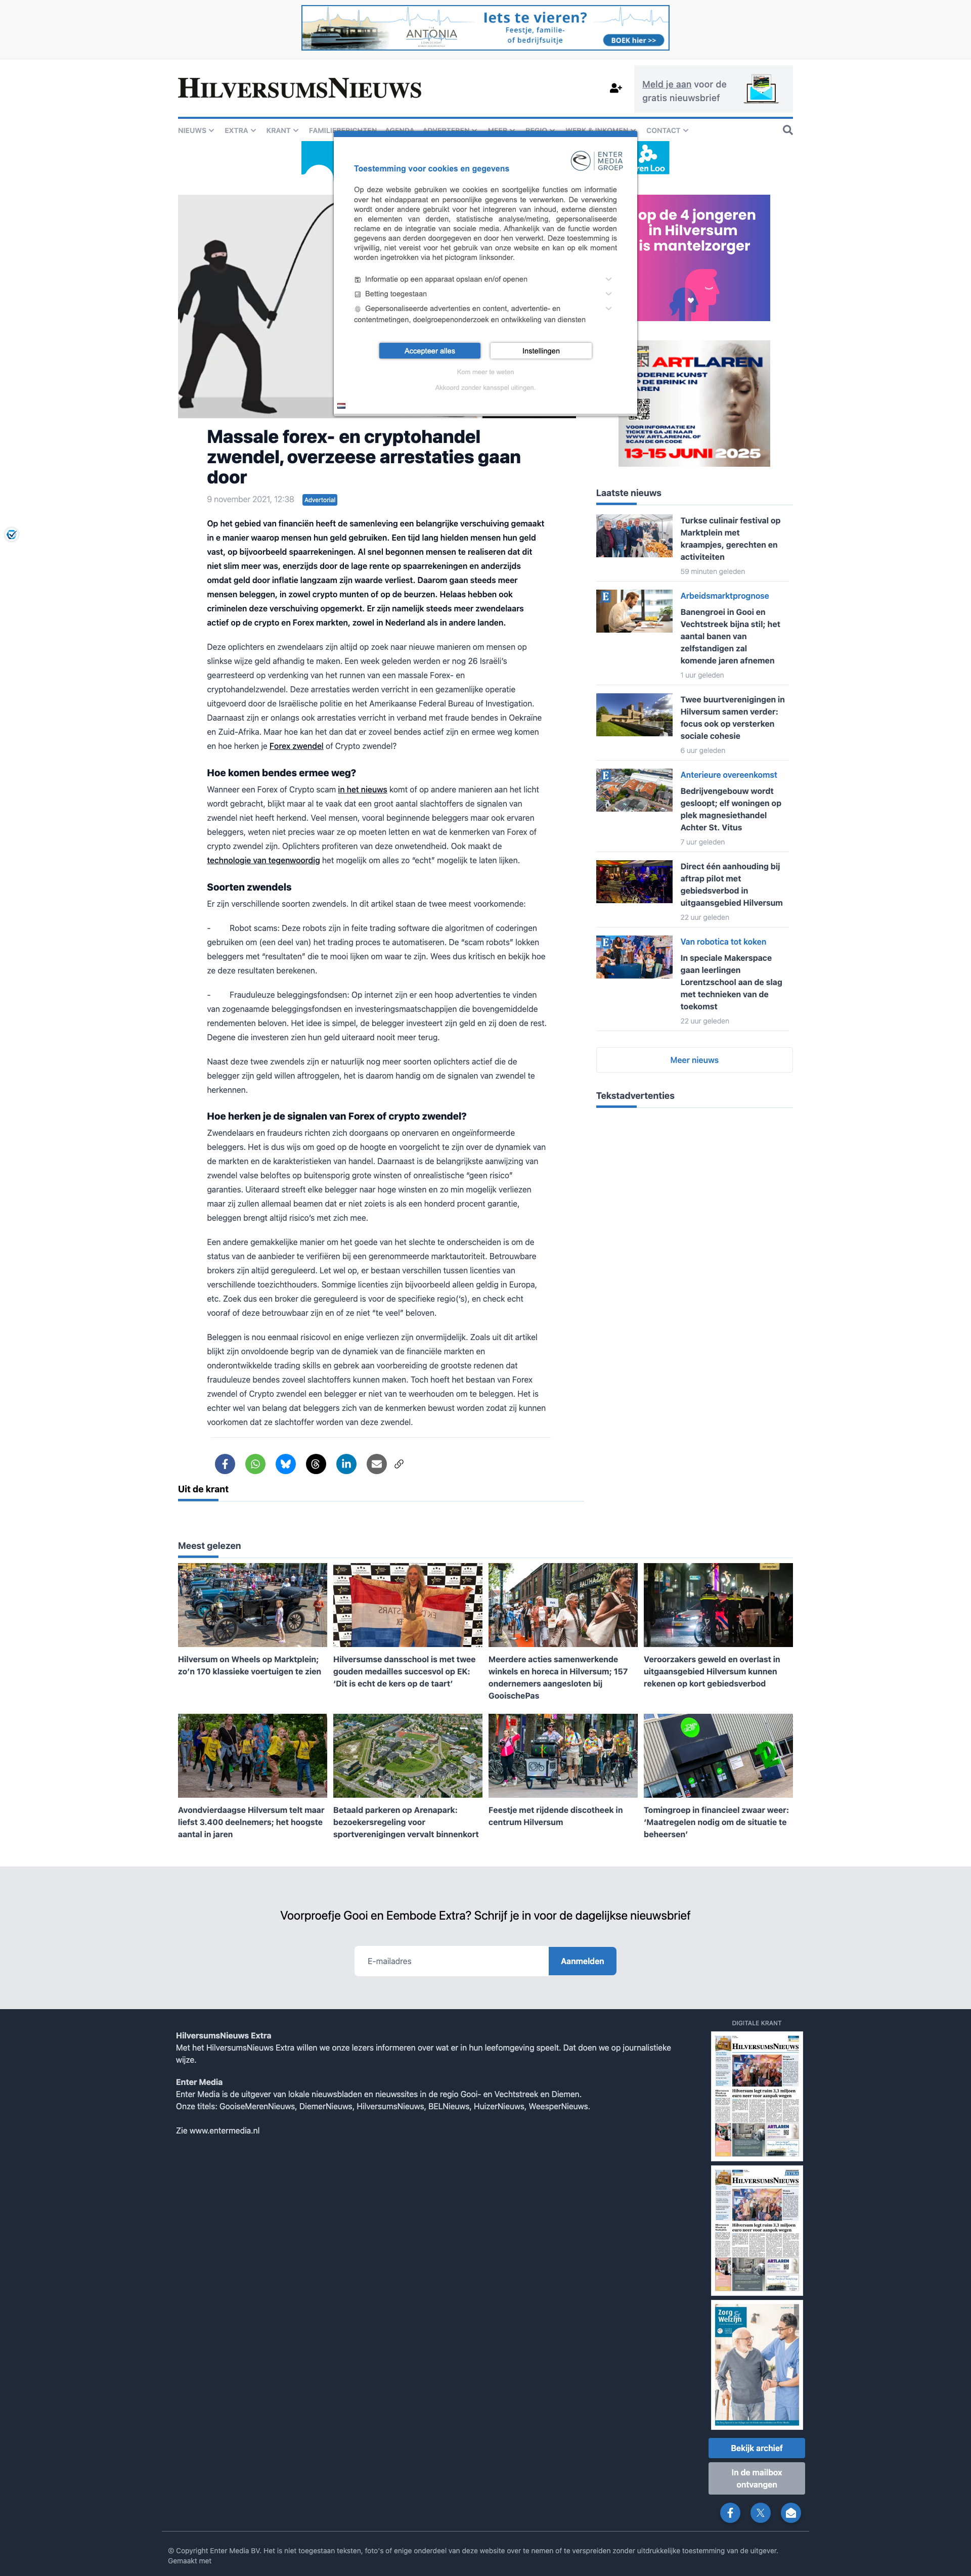 Iets te vieren?
Feestje, familie-
of bedrijfsuitje
ANTONIA
BOEK hier >>
HILVERSUMSNIEUWS
Meld je aan voor de
gratis nieuwsbrief
NIEUWS EXTRA KRANT FAMILIEBERICHTEN AGENDA ADVERTEREN MEER REGIO WERK & INKOMEN CONTACT
ENTER
MEDIA
GROEP
Toestemming voor cookies en gegevens
Op deze website gebruiken we cookies en soortgelijke functies om informatie
over het eindapparaat en persoonlijke gegevens te verwerken. De verwerking
wordt onder andere gebruikt voor het integreren van inhoud, externe diensten
en elementen van derden, statistische analyse/meting, gepersonaliseerde
reclame en de integratie van sociale media. Afhankelijk van de functie worden
gegevens aan derden doorgegeven en door hen verwerkt. Deze toestemming is
vrijwillig, niet vereist voor het gebruik van onze website en kan op elk moment
worden ingetrokken via het pictogram linksonder.
Informatie op een apparaat opslaan en/of openen
Betting toegestaan
Gepersonaliseerde advertenties en content, advertentie- en
contentmetingen, doelgroepenonderzoek en ontwikkeling van diensten
Accepteer alles
Instellingen
Kom meer te weten
Akkoord zonder kansspel uitingen.
ren Loo
op de 4 jongeren
in Hilversum
is mantelzorger
ARTLAREN
MODERNE KUNST
OP DE BRINK IN
LAREN
VOOR INFORMATIE EN
TICKETS GA JE NAAR
WWW.ARTLAREN.NL OF
SCAN DE QR CODE
13-15 JUNI 2025
Massale forex- en cryptohandel
zwendel, overzeese arrestaties gaan
door
9 november 2021, 12:38
Advertorial
Op het gebied van financiën heeft de samenleving een belangrijke verschuiving gemaakt
in e manier waarop mensen hun geld gebruiken. Een tijd lang hielden mensen hun geld
vast, op bijvoorbeeld spaarrekeningen. Al snel begonnen mensen te realiseren dat dit
niet slim meer was, enerzijds door de lage rente op spaarrekeningen en anderzijds
omdat geld door inflatie langzaam zijn waarde verliest. Daarom gaan steeds meer
mensen beleggen, in zowel crypto munten of op de beurzen. Helaas hebben ook
criminelen deze verschuiving opgemerkt. Er zijn namelijk steeds meer zwendelaars
actief op de crypto en Forex markten, zowel in Nederland als in andere landen.
Deze oplichters en zwendelaars zijn altijd op zoek naar nieuwe manieren om mensen op
slinkse wijze geld afhandig te maken. Een week geleden werden er nog 26 Israëli's
gearresteerd op verdenking van het runnen van een massale Forex- en
cryptohandelzwendel. Deze arrestaties werden verricht in een gezamenlijke operatie
uitgevoerd door de Israëlische politie en het Amerikaanse Federal Bureau of Investigation.
Daarnaast zijn er onlangs ook arrestaties verricht in verband met fraude bendes in Oekraïne
en Zuid-Afrika. Maar hoe kan het dan dat er zoveel bendes actief zijn en ermee weg komen
en hoe herken je Forex zwendel of Crypto zwendel?
Hoe komen bendes ermee weg?
Wanneer een Forex of Crypto scam in het nieuws komt of op andere manieren aan het licht
wordt gebracht, blijkt maar al te vaak dat een groot aantal slachtoffers de signalen van
zwendel niet heeft herkend. Veel mensen, vooral beginnende beleggers maar ook ervaren
beleggers, weten niet precies waar ze op moeten letten en wat de kenmerken van Forex of
crypto zwendel zijn. Oplichters profiteren van deze onwetendheid. Ook maakt de
technologie van tegenwoordig het mogelijk om alles zo "echt" mogelijk te laten lijken.
Soorten zwendels
Er zijn verschillende soorten zwendels. In dit artikel staan de twee meest voorkomende:
- Robot scams: Deze robots zijn in feite trading software die algoritmen of coderingen
gebruiken om (een deel van) het trading proces te automatiseren. De "scam robots" lokken
beleggers met "resultaten" die te mooi lijken om waar te zijn. Wees dus kritisch en bekijk hoe
ze deze resultaten berekenen.
- Frauduleuze beleggingsfondsen: Op internet zijn er een hoop advertenties te vinden
van zogenaamde beleggingsfondsen en investeringsmaatschappijen die bovengemiddelde
rendementen beloven. Het idee is simpel, de belegger investeert zijn geld en zij doen de rest.
Degene die investeren zien hun geld uiteraard nooit meer terug.
Naast deze twee zwendels zijn er natuurlijk nog meer soorten oplichters actief die de
belegger zijn geld willen aftroggelen, het is daarom handig om de signalen van zwendel te
herkennen.
Hoe herken je de signalen van Forex of crypto zwendel?
Zwendelaars en fraudeurs richten zich doorgaans op onervaren en ongeïnformeerde
beleggers. Het is dus wijs om goed op de hoogte en voorgelicht te zijn over de dynamiek van
de markten en de karakteristieken van handel. Daarnaast is de belangrijkste aanwijzing van
zwendel valse beloftes op buitensporig grote winsten of onrealistische "geen risico"
garanties. Uiteraard streeft elke belegger naar hoge winsten en zo min mogelijk verliezen
maar zij zullen allemaal beamen dat er niet zoiets is als een honderd procent garantie,
beleggen brengt altijd risico's met zich mee.
Een andere gemakkelijke manier om het goede van het slechte te onderscheiden is om de
status van de aanbieder te verifiëren bij een gerenommeerde marktautoriteit. Betrouwbare
brokers zijn altijd gereguleerd. Let wel op, er bestaan verschillen tussen licenties van
verschillende toezichthouders. Sommige licenties zijn bijvoorbeeld alleen geldig in Europa,
etc. Zoek dus een broker die gereguleerd is voor de specifieke regio('s), en check echt
vooraf of deze betrouwbaar zijn en of ze niet "te veel" beloven.
Beleggen is nou eenmaal risicovol en enige verliezen zijn onvermijdelijk. Zoals uit dit artikel
blijkt zijn onvoldoende begrip van de dynamiek van de financiële markten en
onderontwikkelde trading skills en gebrek aan voorbereiding de grootste redenen dat
frauduleuze bendes zoveel slachtoffers kunnen maken. Toch hoeft het bestaan van Forex
zwendel of Crypto zwendel een belegger er niet van te weerhouden om te beleggen. Het is
echter wel van belang dat beleggers zich van de kenmerken bewust worden zodat zij kunnen
voorkomen dat ze slachtoffer worden van deze zwendel.
Laatste nieuws
Turkse culinair festival op
Marktplein met
kraampjes, gerechten en
activiteiten
59 minuten geleden
Arbeidsmarktprognose
Banengroei in Gooi en
Vechtstreek bijna stil; het
aantal banen van
zelfstandigen zal
komende jaren afnemen
1 uur geleden
Twee buurtverenigingen in
Hilversum samen verder:
focus ook op versterken
sociale cohesie
6 uur geleden
Anterieure overeenkomst
Bedrijvengebouw wordt
gesloopt; elf woningen op
plek magnesiethandel
Achter St. Vitus
7 uur geleden
Direct één aanhouding bij
aftrap pilot met
gebiedsverbod in
uitgaansgebied Hilversum
22 uur geleden
Van robotica tot koken
In speciale Makerspace
gaan leerlingen
Lorentzschool aan de slag
met technieken van de
toekomst
22 uur geleden
Meer nieuws
Tekstadvertenties
Uit de krant
Meest gelezen
Hilversum on Wheels op Marktplein;
zo'n 170 klassieke voertuigen te zien
Hilversumse dansschool is met twee
gouden medailles succesvol op EK:
'Dit is echt de kers op de taart'
Meerdere acties samenwerkende
winkels en horeca in Hilversum; 157
ondernemers aangesloten bij
GooischePas
Veroorzakers geweld en overlast in
uitgaansgebied Hilversum kunnen
rekenen op kort gebiedsverbod
Avondvierdaagse Hilversum telt maar
liefst 3.400 deelnemers; het hoogste
aantal in jaren
Betaald parkeren op Arenapark:
bezoekersregeling voor
sportverenigingen vervalt binnenkort
Feestje met rijdende discotheek in
centrum Hilversum
Tomingroep in financieel zwaar weer:
'Maatregelen nodig om de situatie te
beheersen'
Voorproefje Gooi en Eembode Extra? Schrijf je in voor de dagelijkse nieuwsbrief
E-mailadres
Aanmelden
HilversumsNieuws Extra
Met het HilversumsNieuws Extra willen we onze lezers informeren over wat er in hun leefomgeving speelt. Dat doen we op journalistieke
wijze.
Enter Media
Enter Media is de uitgever van lokale nieuwsbladen en nieuwssites in de regio Gooi- en Vechtstreek en Diemen.
Onze titels: GooiseMerenNieuws, DiemerNieuws, HilversumsNieuws, BELNieuws, HuizerNieuws, WeesperNieuws.
Zie www.entermedia.nl
DIGITALE KRANT
HILVERSUMSNIEUWS
Hilversum legt ruim 3,3 miljoen
euro neer voor aanpak wegen
ARTLAREN
HILVERSUMSNIEUWS
Hilversum legt ruim 3,3 miljoen
euro neer voor aanpak wegen
ARTLAREN
Zorg
Welzijn
Bekijk archief
In de mailbox
ontvangen
© Copyright Enter Media BV. Het is niet toegestaan teksten, foto's of enige onderdeel van deze website over te nemen of te verspreiden zonder uitdrukkelijke toestemming van de uitgever.
Gemaakt met